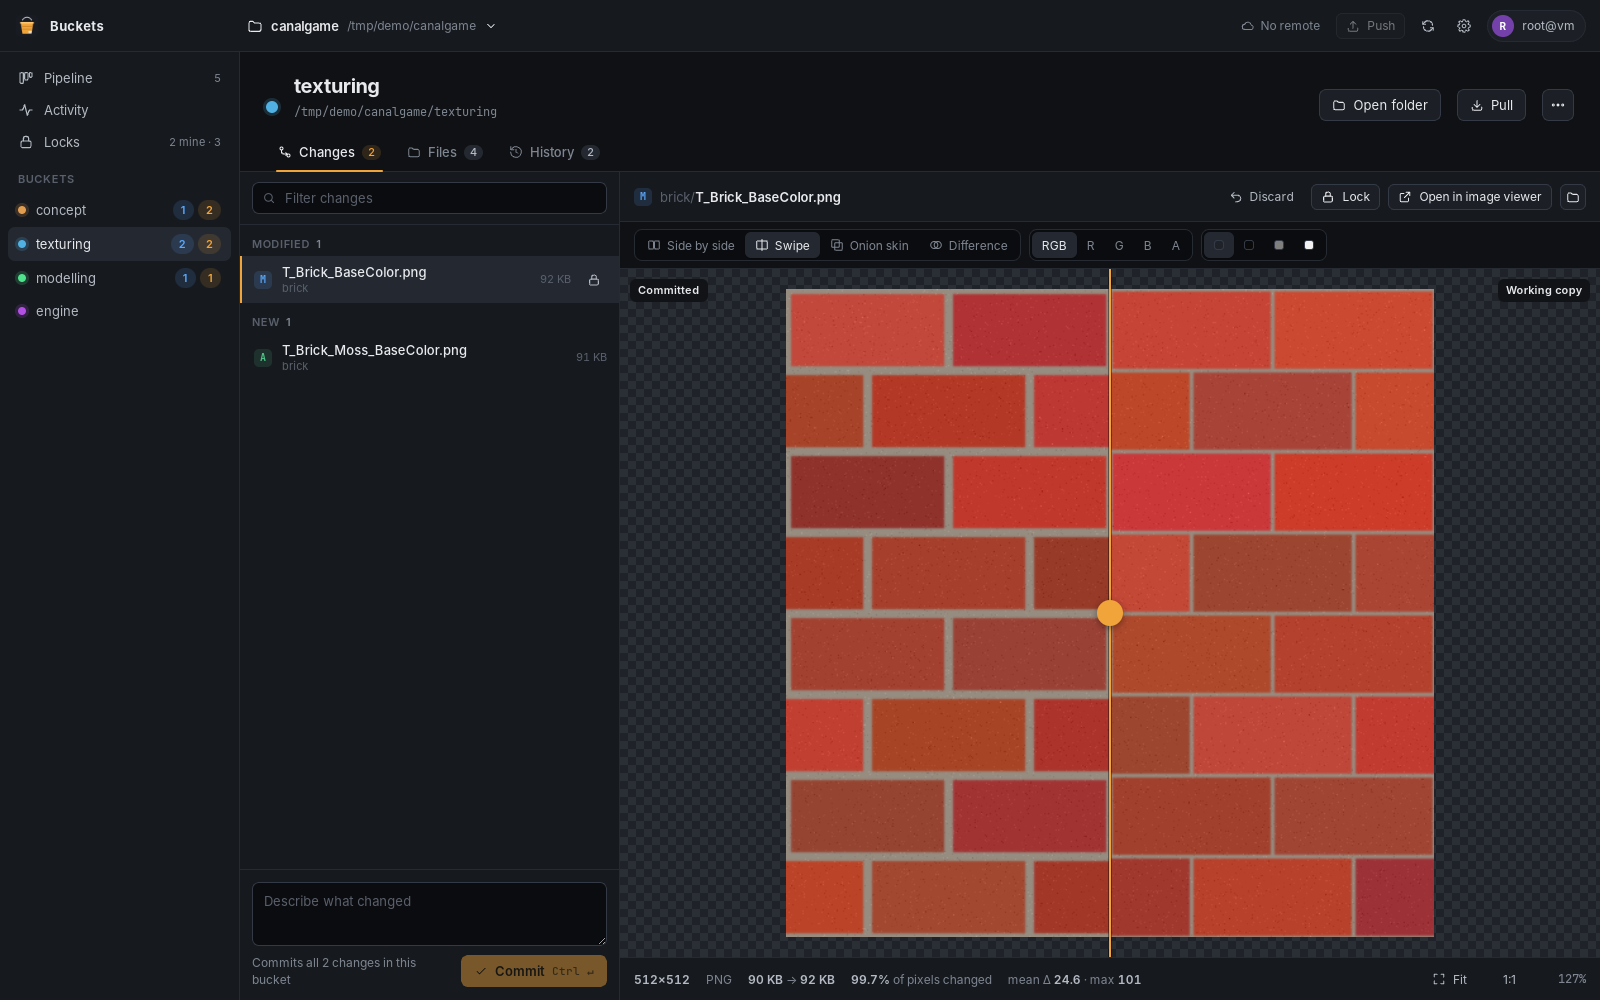 Buckets
canalgame /tmp/demo/canalgame
No remote
Push
R
root@vm
Pipeline 5
Activity
Locks 2 mine · 3
BUCKETS
concept 1 2
texturing 2 2
modelling 1 1
engine
texturing
/tmp/demo/canalgame/texturing
Open folder
Pull
Changes 2
Files 4
History 2
Filter changes
MODIFIED 1
M T_Brick_BaseColor.png 92 KB
brick
NEW 1
A T_Brick_Moss_BaseColor.png 91 KB
brick
Describe what changed
Commits all 2 changes in this
bucket
Commit Ctrl ↵
M brick/T_Brick_BaseColor.png
Discard
Lock
Open in image viewer
Side by side
Swipe
Onion skin
Difference
RGB R G B A
Committed
Working copy
512×512 PNG 90 KB → 92 KB 99.7% of pixels changed mean Δ 24.6 · max 101
Fit 1:1 127%